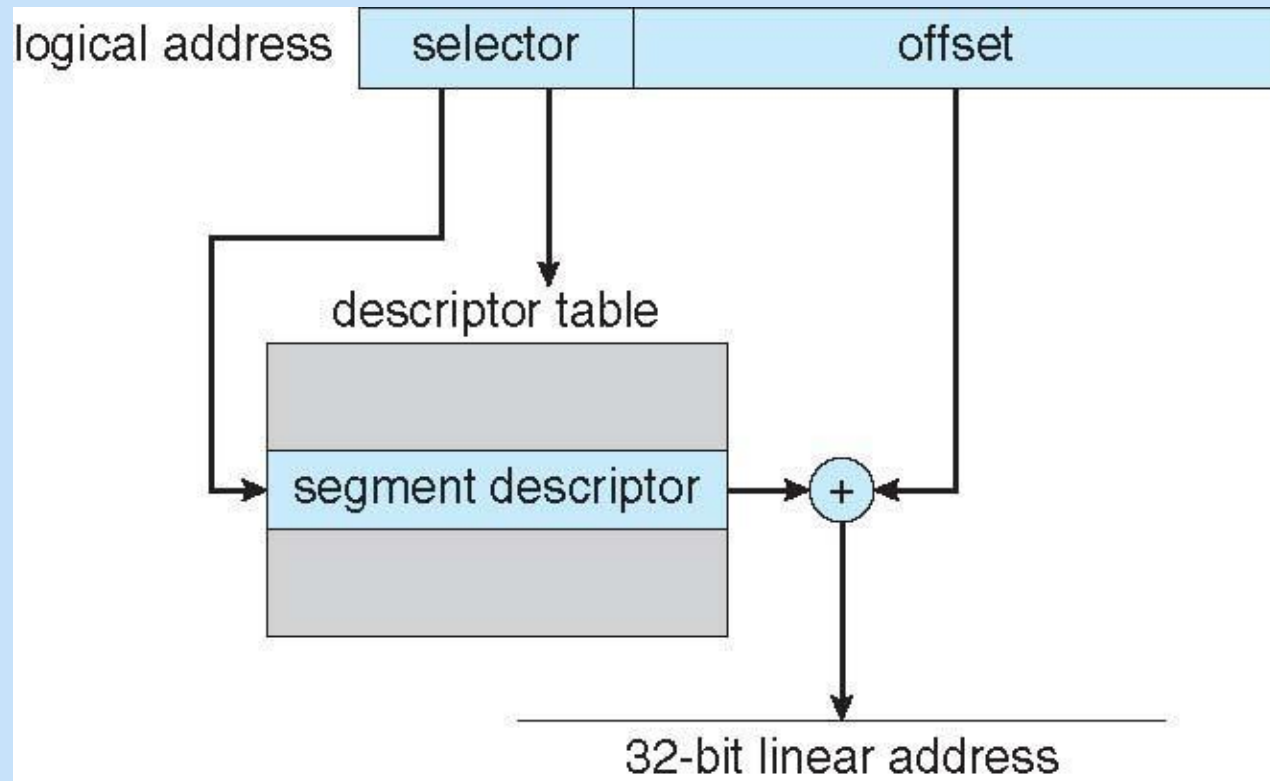 logical address selector offset
descriptor table
segment descriptor +
32-bit linear address